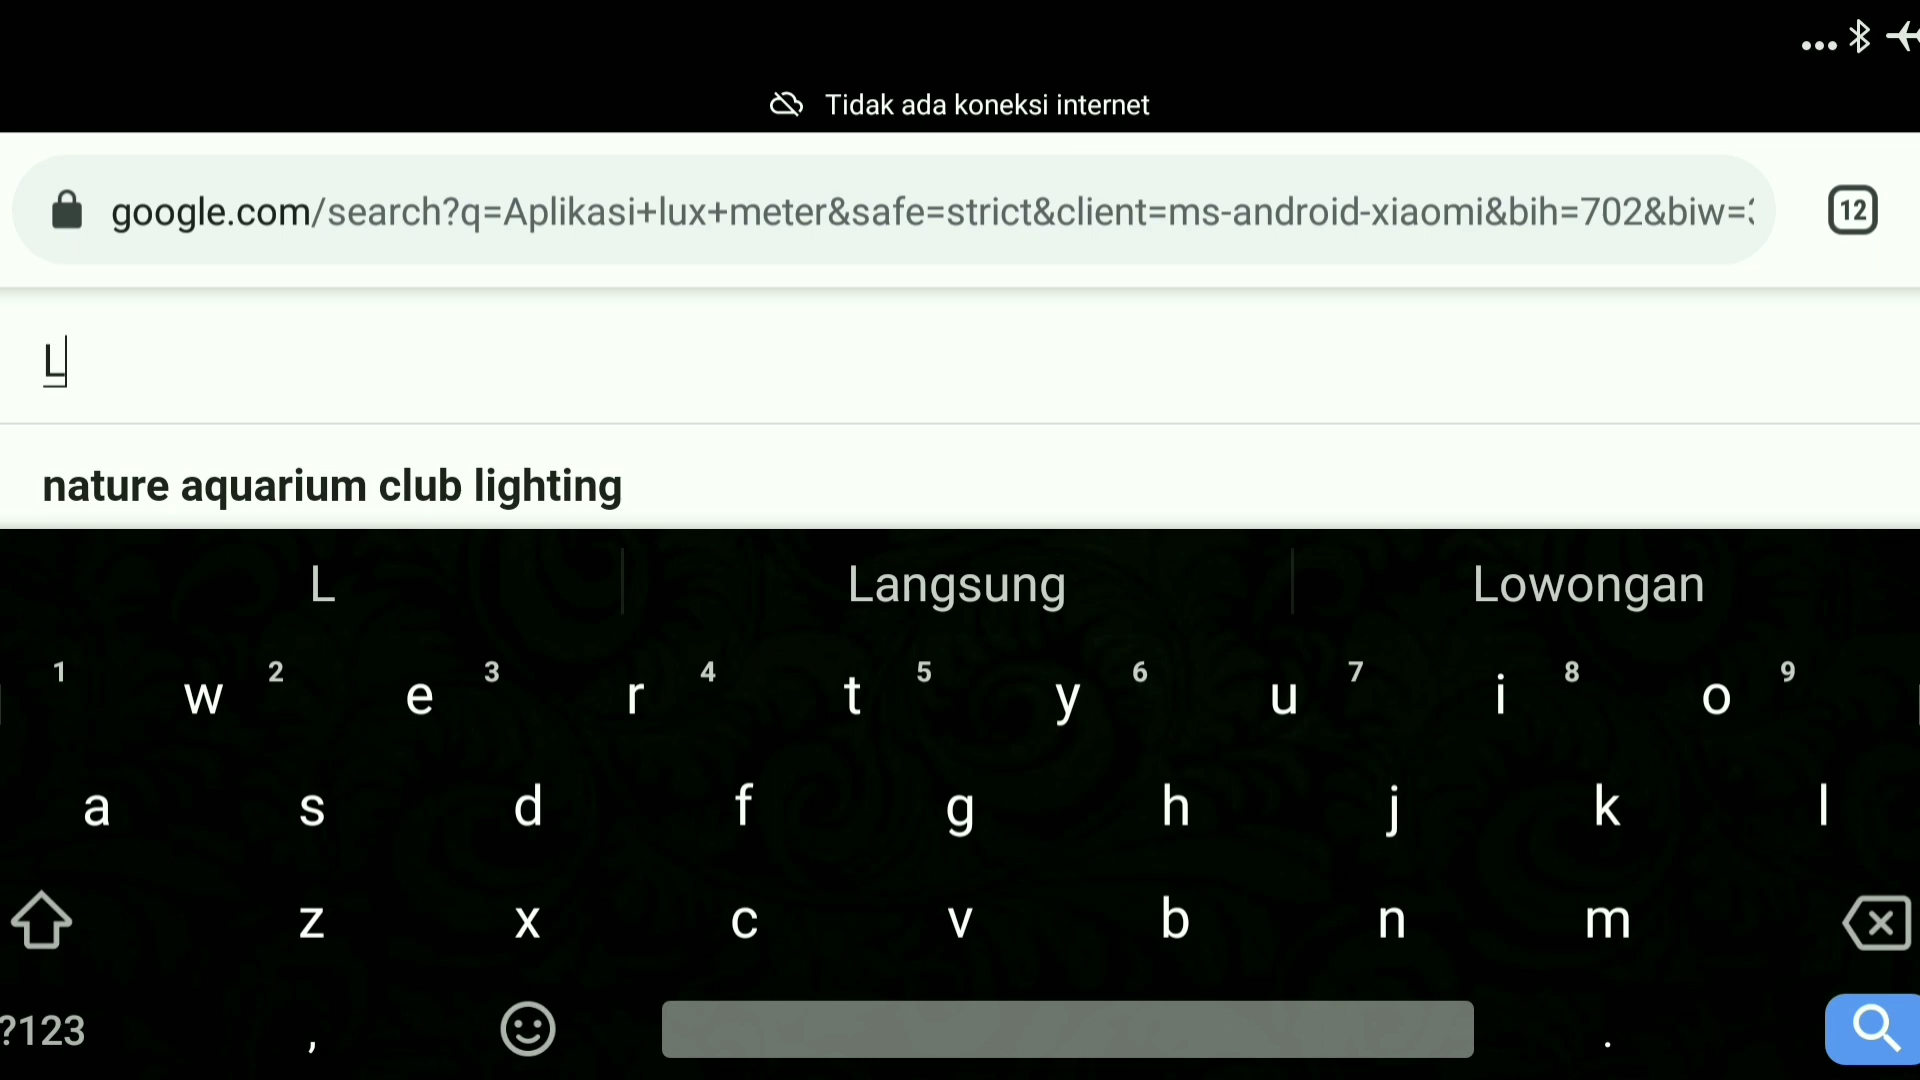 Tidak ada koneksi internet
google.com/search?q=Aplikasi+lux+meter&safe=strict&client=ms-android-xiaomi&bih=702&biw=
12
L
nature aquarium club lighting
L Langsung Lowongan
1 w 2 e 3 r 4 t 5 y 6 u 7 i 8 o 9
a s d f g h j k l
z x c v b n m
?123 , .